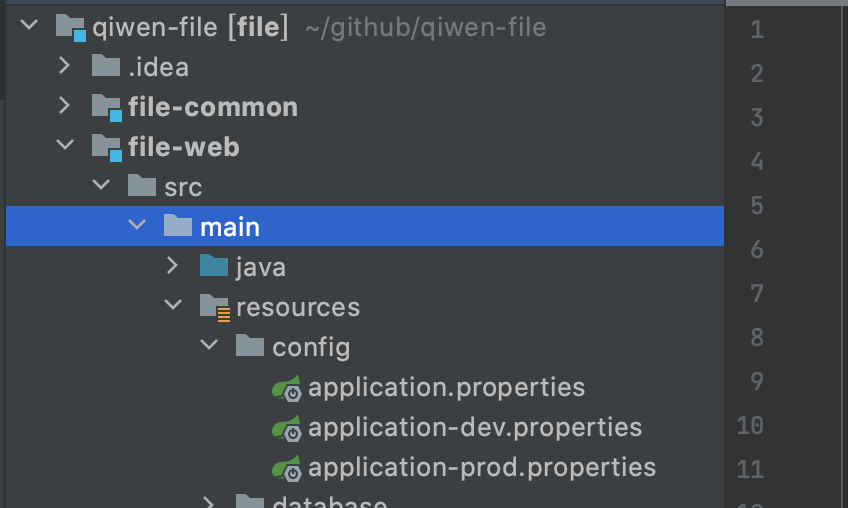 qiwen-file [file] ~/github/qiwen-file
.idea
file-common
file-web
src
main
java
resources
config
application.properties
application-dev.properties
application-prod.properties
database
1
2
3
4
5
6
7
8
9
10
11